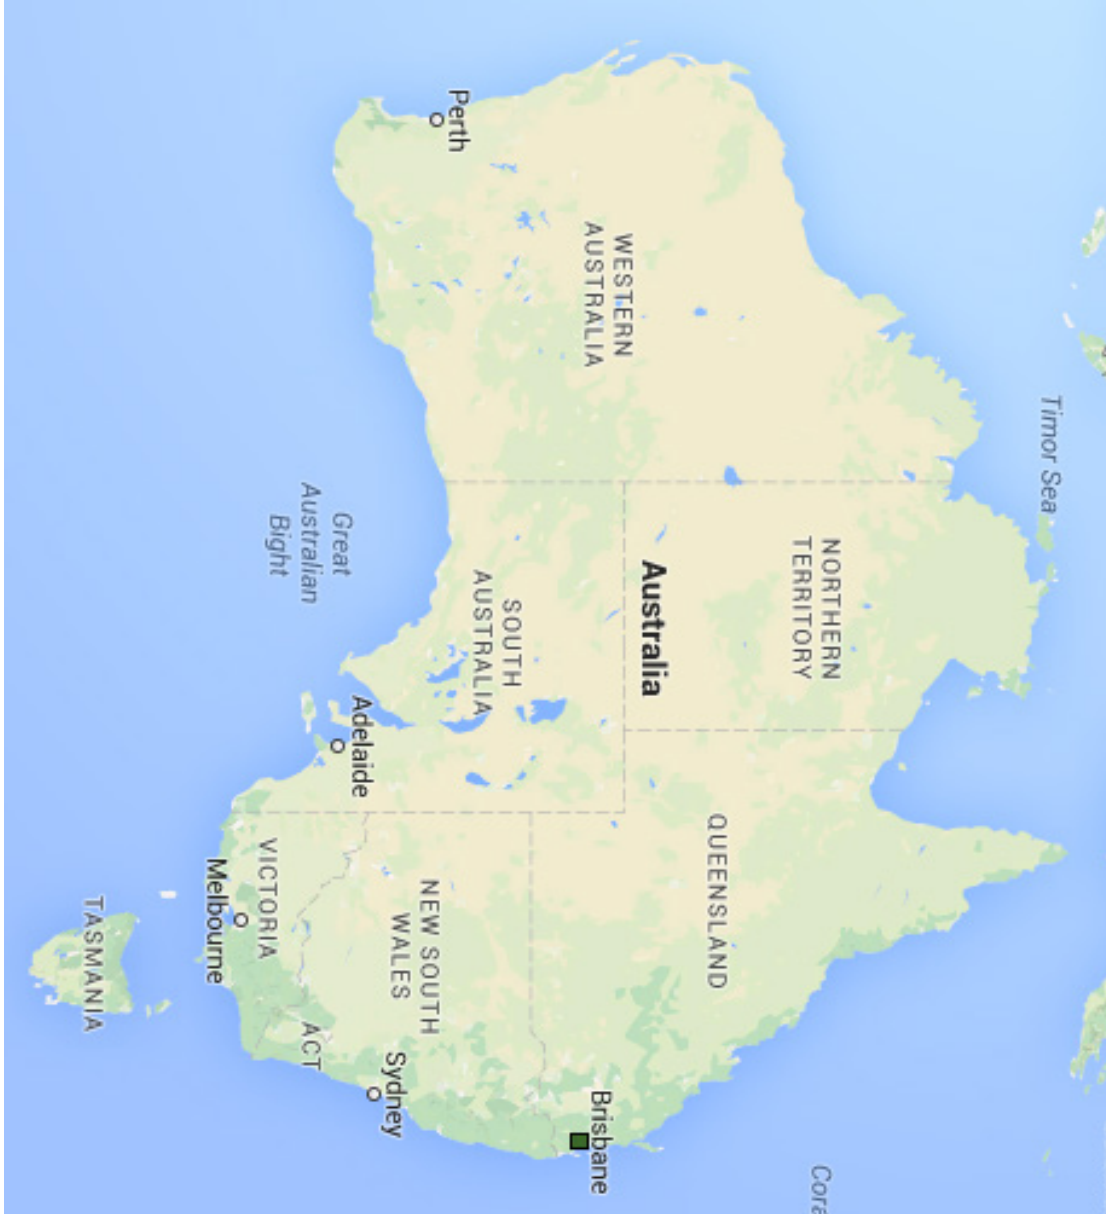 Timor Sea
Perth
WESTERN
AUSTRALIA
NORTHERN
TERRITORY
Australia
Great
Australian
Bight
SOUTH
AUSTRALIA
Adelaide
QUEENSLAND
Cora
NEW SOUTH
WALES
Brisbane
VICTORIA
Melbourne
ACT
Sydney
TASMANIA